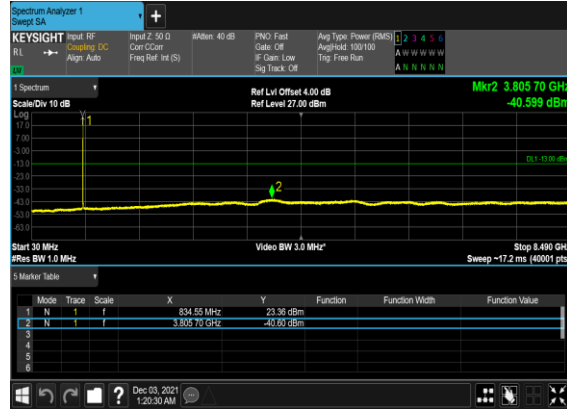 Spectrum Analyzer 1
Swept SA
+
KEYSIGHT Input: RF Input Z: 50 Ω #Atten: 40 dB PNO: Fast Avg Type: Power (RMS) 1 2 3 4 5 6
RL Coupling: DC Corr CCorr Gate: Off Avg|Hold: 100/100 A W W W W W
Align: Auto Freq Ref: Int (S) IF Gain: Low Trig: Free Run
Sig Track: Off A N N N N N
LW
1 Spectrum Ref Lvl Offset 4.00 dB Mkr2 3.805 70 GHz
Scale/Div 10 dB Ref Level 27.00 dBm -40.599 dBm
Log
17.0
7.00
-3.00
-13.0
-23.0
-33.0
-43.0
-53.0
-63.0
1
DL1 -13.00 dBm
2
Start 30 MHz Video BW 3.0 MHz* Stop 8.490 GHz
#Res BW 1.0 MHz Sweep ~17.2 ms (40001 pts)
5 Marker Table
Mode Trace Scale X Y Function Function Width Function Value
1 N 1 f 834.55 MHz 23.36 dBm
2 N 1 f 3.805 70 GHz -40.60 dBm
3
4
5
6
? Dec 03, 2021
1:20:30 AM